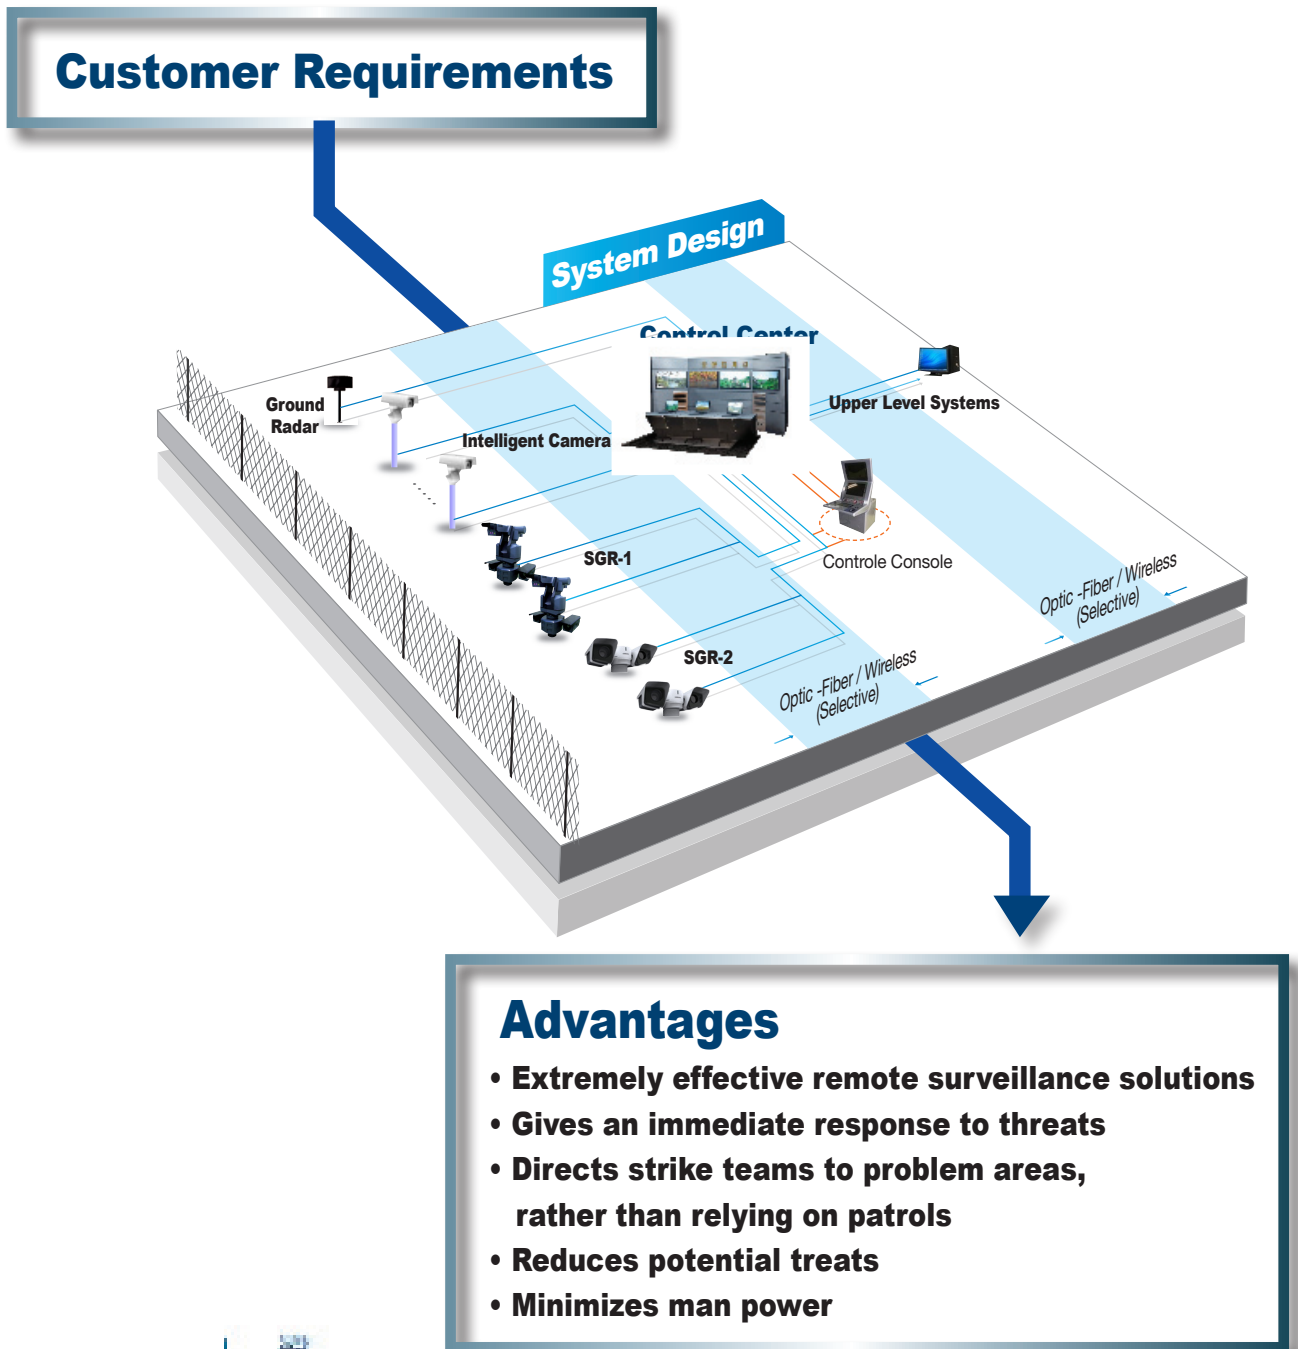 Customer Requirements
System Design
Control Center
Ground
Radar
Upper Level Systems
Intelligent Camera
SGR-1
Controle Console
Optic -Fiber / Wireless
(Selective)
SGR-2
Optic -Fiber / Wireless
(Selective)
Advantages
• Extremely effective remote surveillance solutions
• Gives an immediate response to threats
• Directs strike teams to problem areas,
rather than relying on patrols
• Reduces potential treats
• Minimizes man power